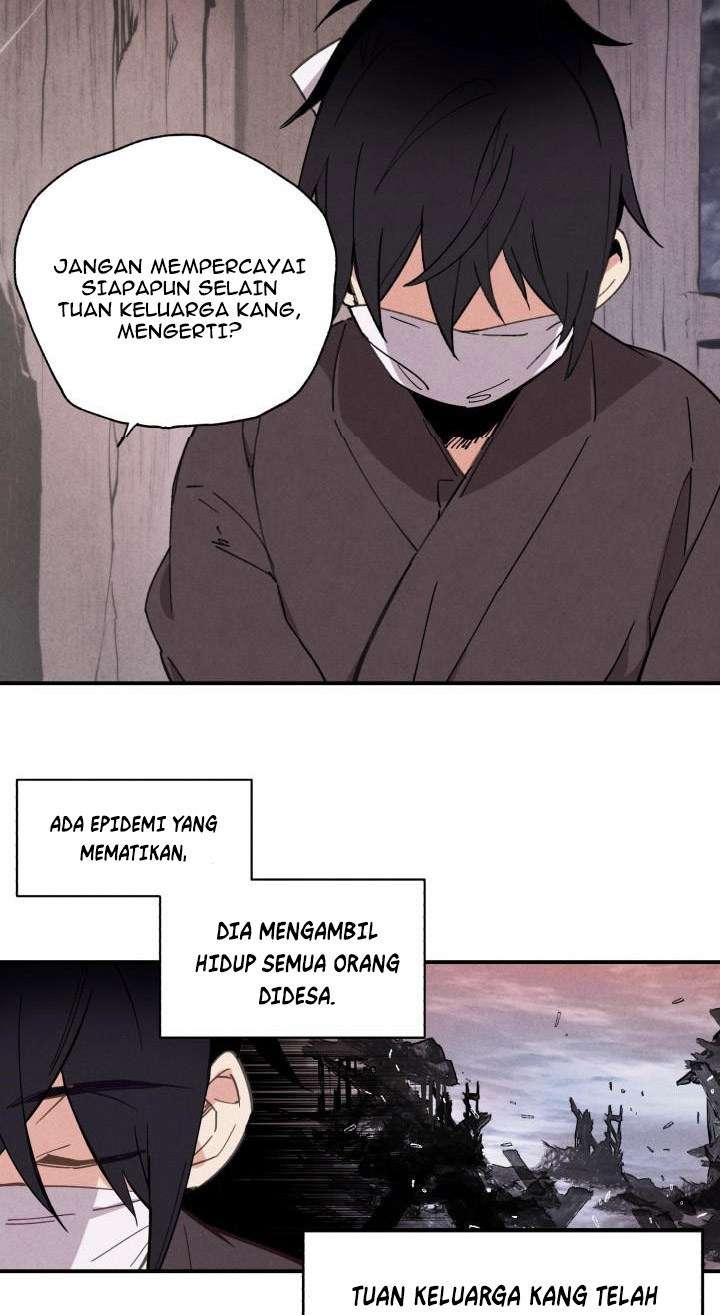 JANGAN MEMPERCAYAI
SIAPAPUN SELAIN
TUAN KELUARGA KANG,
MENGERTI?
ADA EPIDEMI YANG
MEMATIKAN,
DIA MENGAMBIL
HIDUP SEMUA ORANG
DIDESA.
TUAN KELUARGA KANG TELAH